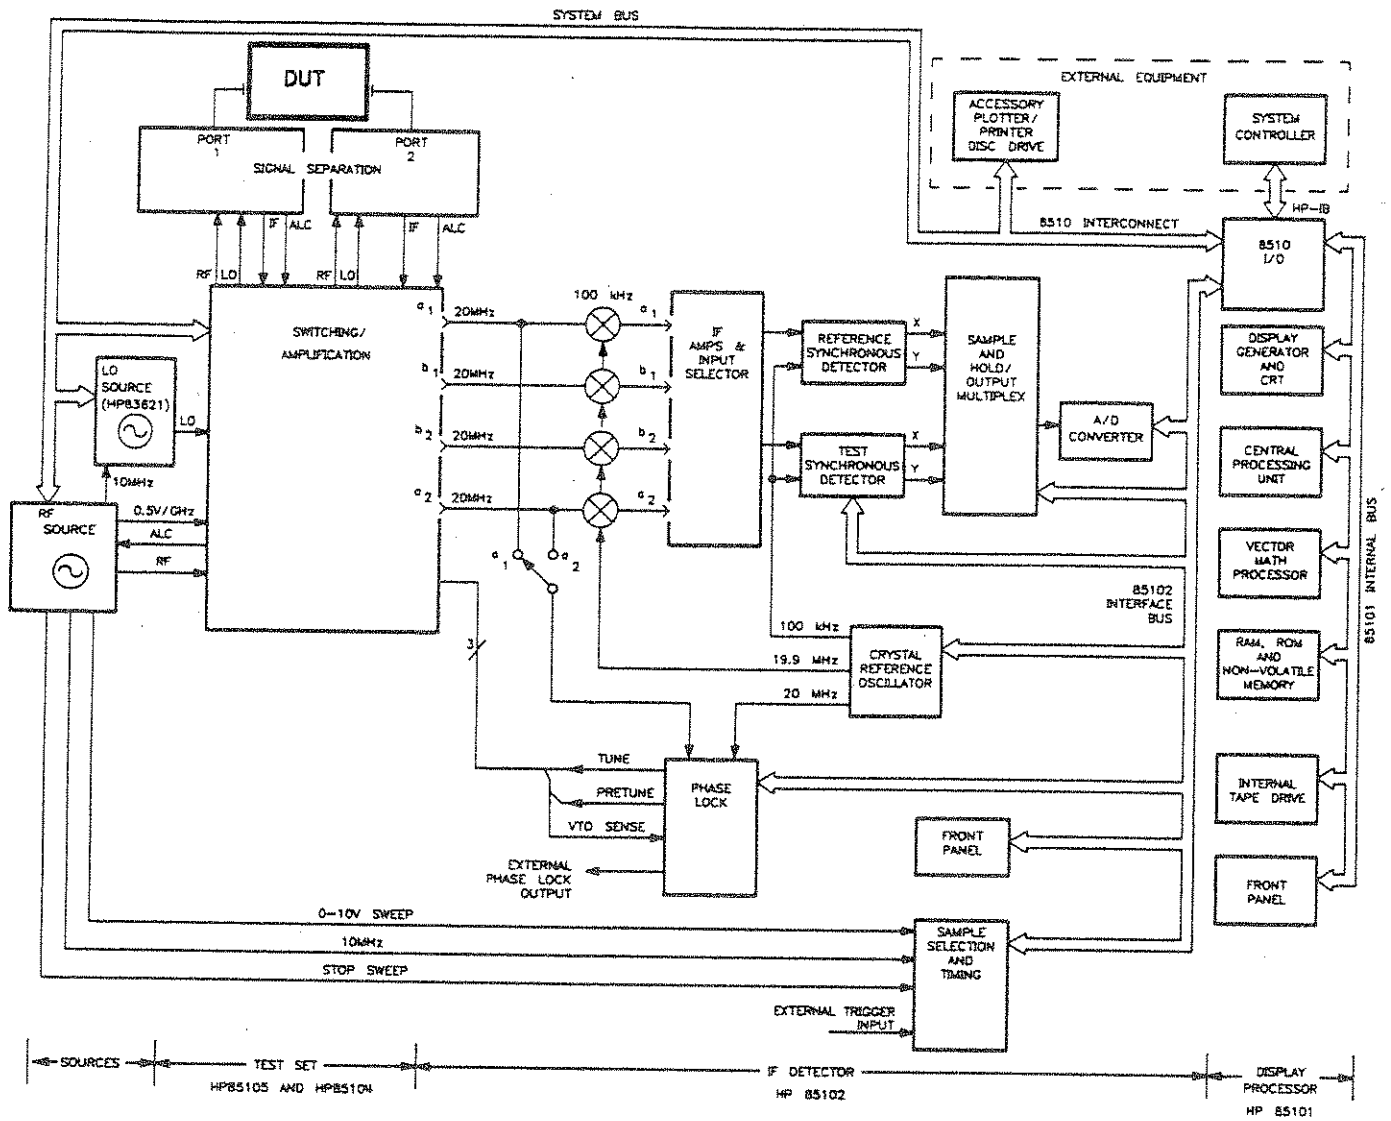 SYSTEM BUS
DUT
EXTERNAL EQUIPMENT
ACCESSORY
PLOTTER/
PRINTER
DISC DRIVE
SYSTEM
CONTROLLER
PORT
1
PORT
2
SIGNAL SEPARATION
HP-IB
8510 INTERCONNECT
8510
I/O
IF
ALC
IF
ALC
RF
LO
RF
LO
SWITCHING/
AMPLIFICATION
a1
20MHz
100 kHz
a1
b1
20MHz
b1
b2
20MHz
b2
a2
20MHz
a2
IF
AMPS &
INPUT
SELECTOR
REFERENCE
SYNCHRONOUS
DETECTOR
X
Y
TEST
SYNCHRONOUS
DETECTOR
X
Y
SAMPLE
AND
HOLD/
OUTPUT
MULTIPLEX
A/D
CONVERTER
DISPLAY
GENERATOR
AND
CRT
CENTRAL
PROCESSING
UNIT
VECTOR
MATH
PROCESSOR
RAM, ROM
AND
NON-VOLATILE
MEMORY
INTERNAL
TAPE DRIVE
FRONT
PANEL
85101 INTERNAL BUS
LO
SOURCE
(HP83621)
LO
10MHz
RF
SOURCE
0.5V/GHz
ALC
RF
a1
a2
3
85102
INTERFACE
BUS
100 kHz
19.9 MHz
20 MHz
CRYSTAL
REFERENCE
OSCILLATOR
TUNE
PRETUNE
VTO SENSE
PHASE
LOCK
EXTERNAL
PHASE LOCK
OUTPUT
FRONT
PANEL
0-10V SWEEP
10MHz
STOP SWEEP
SAMPLE
SELECTION
AND
TIMING
EXTERNAL TRIGGER
INPUT
SOURCES
TEST SET
HP85105 AND HP85104
IF DETECTOR
HP 85102
DISPLAY
PROCESSOR
HP 85101